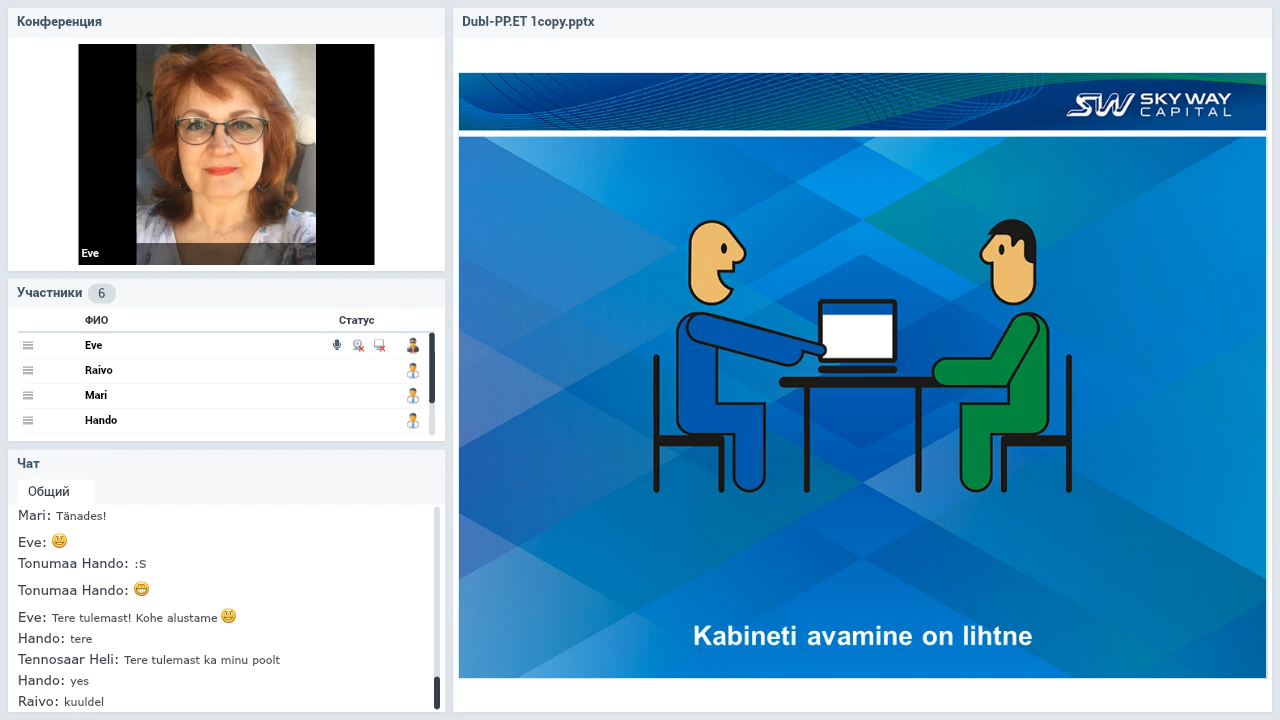 Конференция
Eve
Участники 6
ФИО Статус
Eve
Raivo
Mari
Hando
Чат
Общий
Mari: Tänades!
Eve:
Tonumaa Hando: :S
Tonumaa Hando:
Eve: Tere tulemast! Kohe alustame
Hando: tere
Tennosaar Heli: Tere tulemast ka minu poolt
Hando: yes
Raivo: kuuldel
Dubl-PP.ET 1copy.pptx
SW SKY WAY
CAPITAL
Kabineti avamine on lihtne